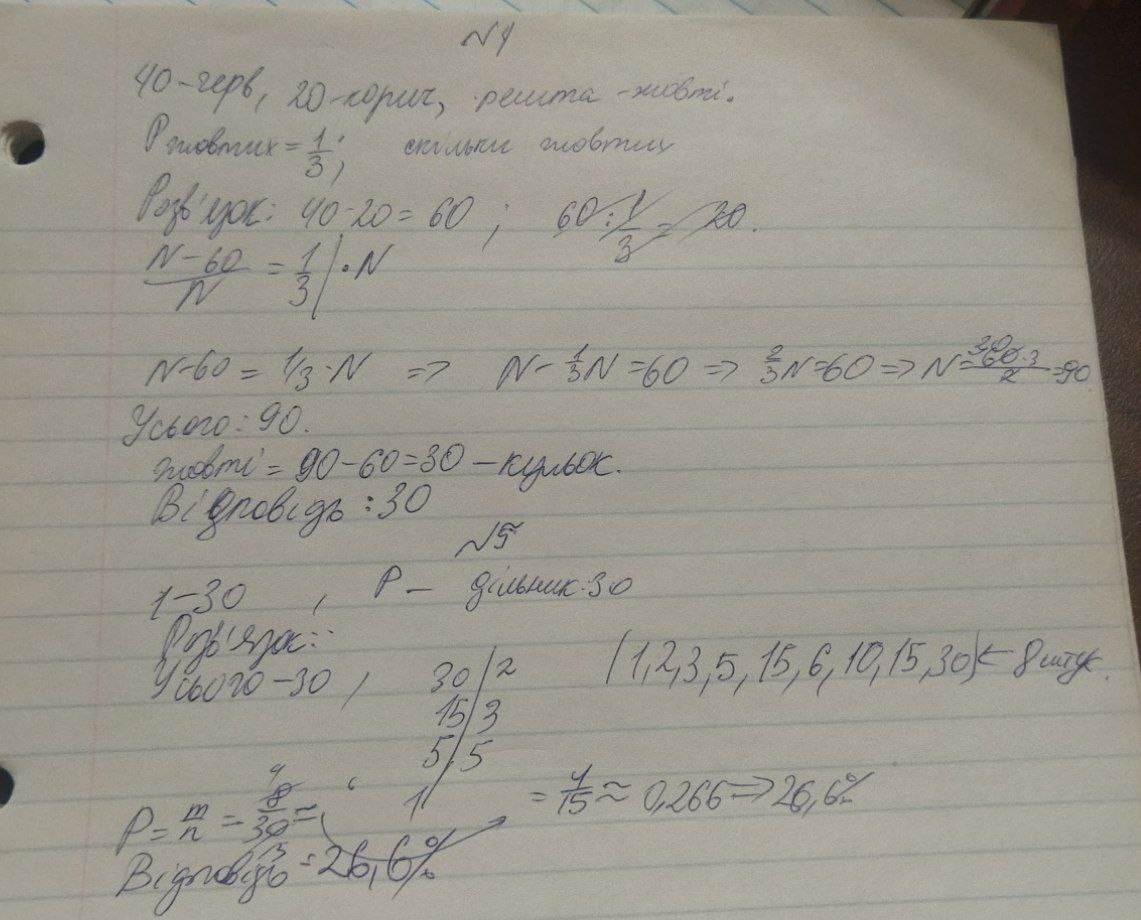 №4
40-черв, 20-корич, решта -жовті.
P жовтих = 1/3; скільки жовтих
Розв'язок: 40-20=60 ; 60:1/3=20.
(N-60)/N = 1/3 | ·N
N-60 = 1/3·N => N-1/3N=60 => 2/3N=60 => N=(60·3)/2=90
Усього: 90.
жовті = 90-60=30 -кульок.
Відповідь: 30
№5
1-30 , P - дільник:30
Розв'язок:
Усього-30 , 30|2 (1,2,3,5,15,6,10,15,30)<- 8 штук.
15|3
5|5
1
P = m/n = 8/30 ≈ = 4/15 ≈ 0,266 => 26,6%
Відповідь = 26,6%